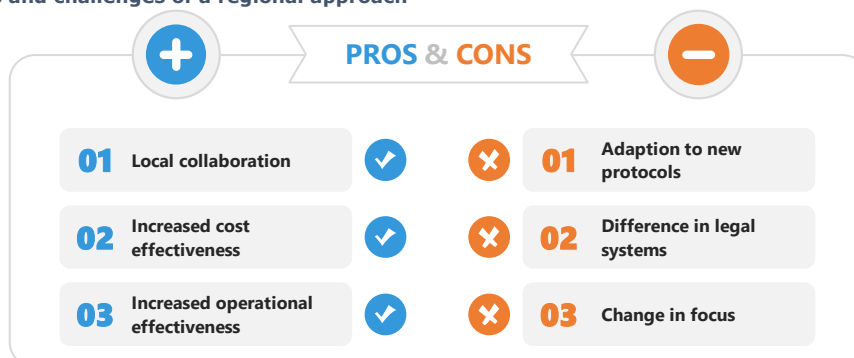 and challenges of a regional approach
PROS & CONS
01 Local collaboration
02 Increased cost
effectiveness
03 Increased operational
effectiveness
01 Adaption to new
protocols
02 Difference in legal
systems
03 Change in focus